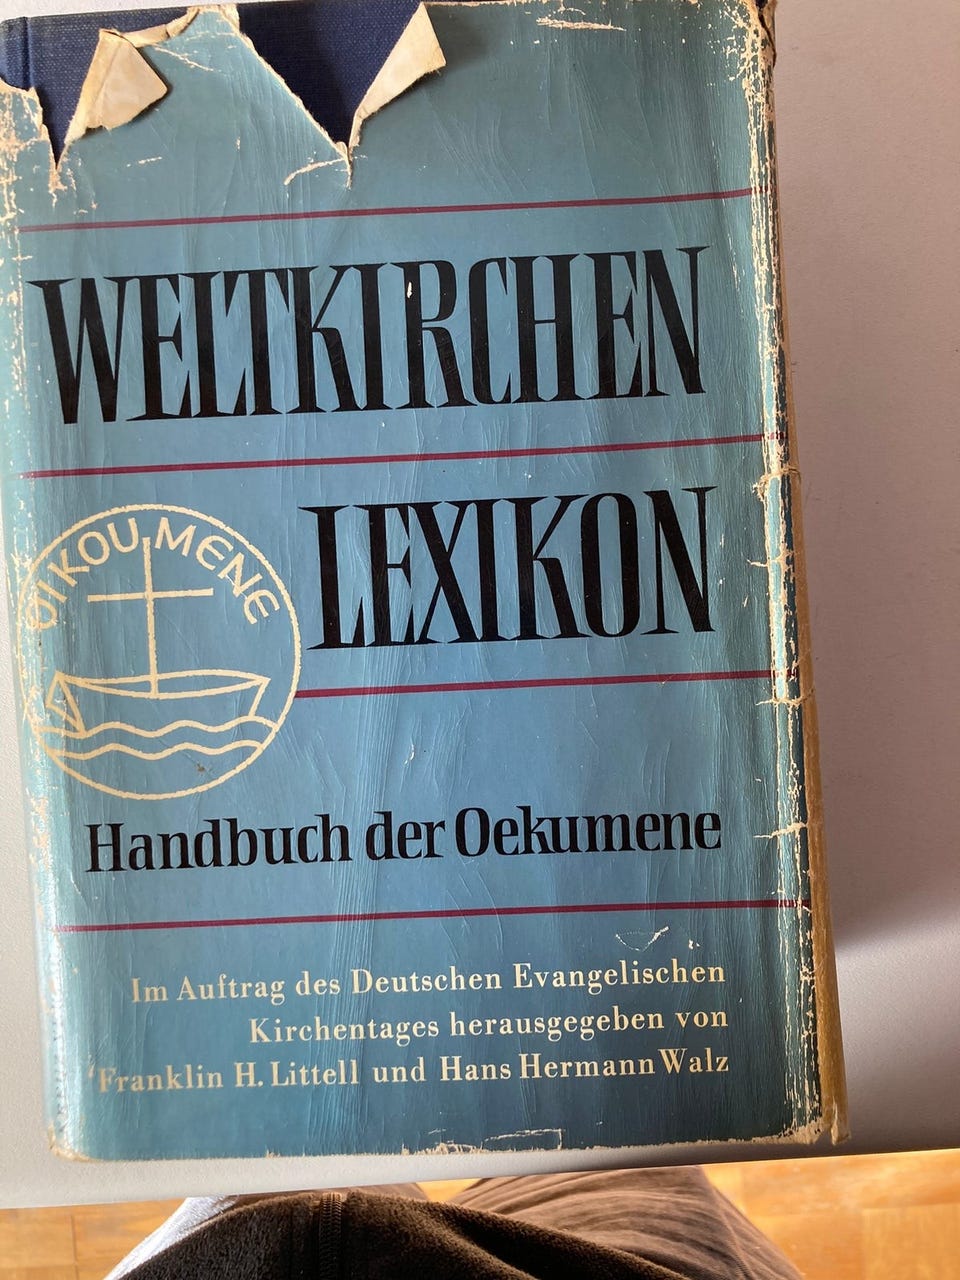 WELTKIRCHEN
LEXIKON
OIKOUMENE
Handbuch der Oekumene
Im Auftrag des Deutschen Evangelischen
Kirchentages herausgegeben von
Franklin H. Littell und Hans Hermann Walz